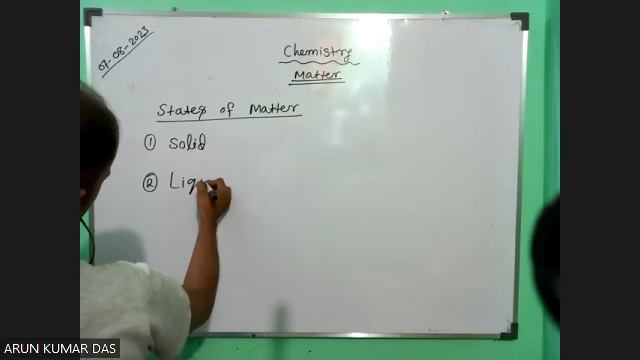 07-08-2023
Chemistry
Matter
States of Matter
① Solid
② Liq
ARUN KUMAR DAS